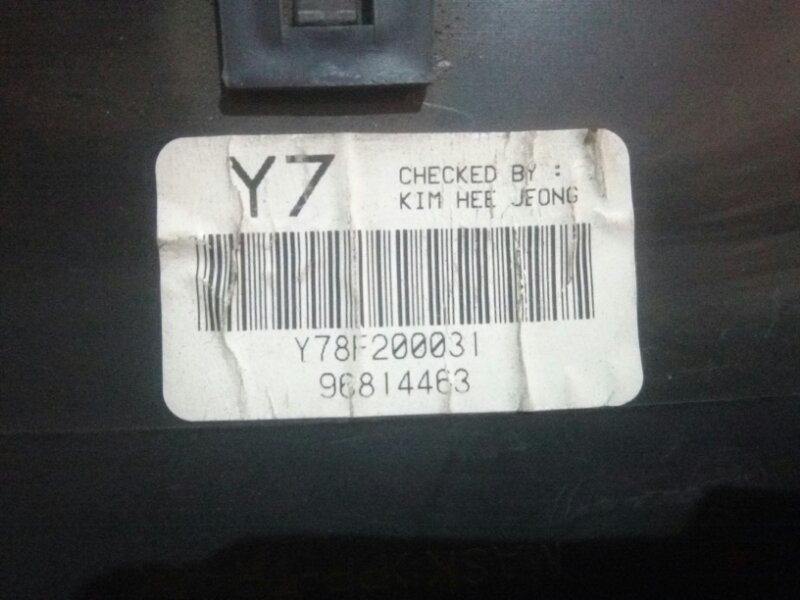 Y7
CHECKED BY :
KIM HEE JEONG
Y78F200031
96814463